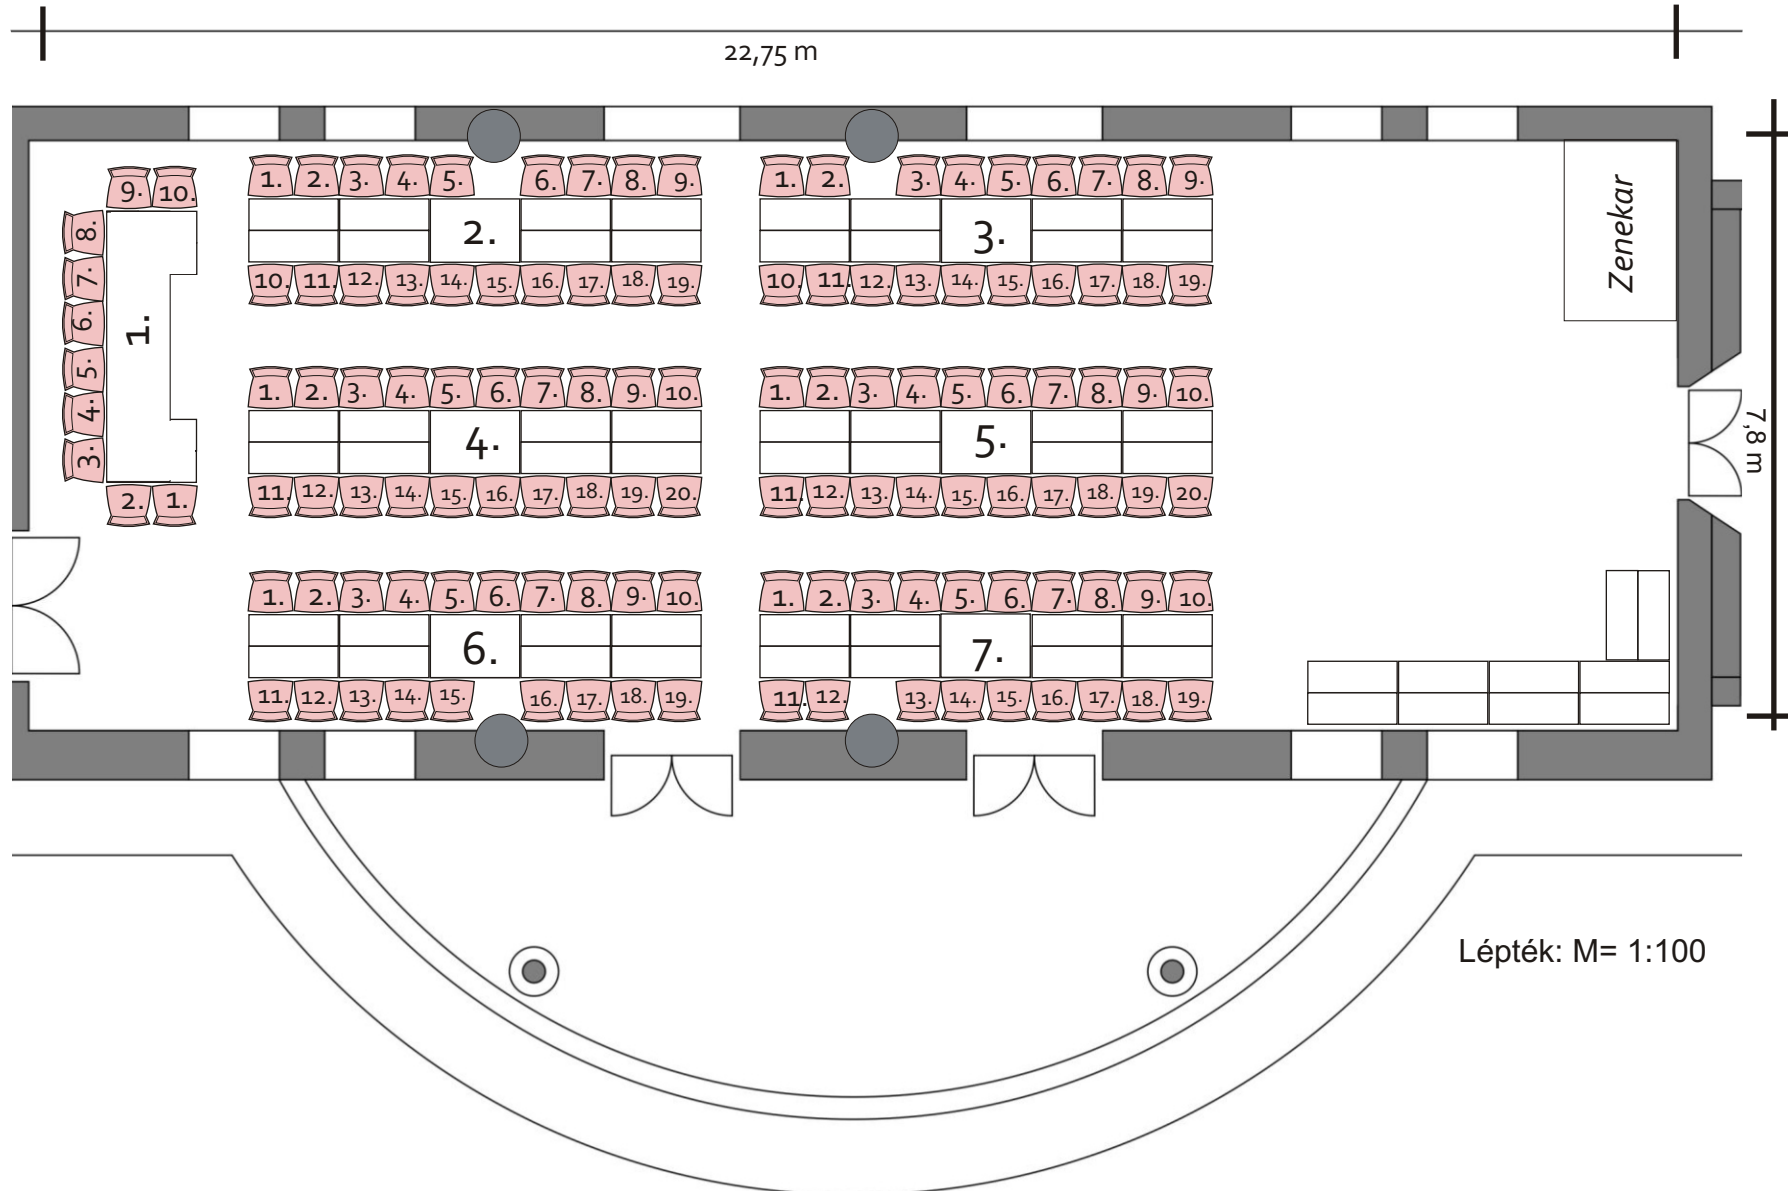 22,75 m
9. 10.
8.
7.
6.
5.
4.
3.
2. 1.
1.
1. 2. 3. 4. 5. 6. 7. 8. 9.
2.
10. 11. 12. 13. 14. 15. 16. 17. 18. 19.
1. 2. 3. 4. 5. 6. 7. 8. 9.
3.
10. 11. 12. 13. 14. 15. 16. 17. 18. 19.
Zenekar
1. 2. 3. 4. 5. 6. 7. 8. 9. 10.
4.
11. 12. 13. 14. 15. 16. 17. 18. 19. 20.
1. 2. 3. 4. 5. 6. 7. 8. 9. 10.
5.
11. 12. 13. 14. 15. 16. 17. 18. 19. 20.
7,8 m
1. 2. 3. 4. 5. 6. 7. 8. 9. 10.
6.
11. 12. 13. 14. 15. 16. 17. 18. 19.
1. 2. 3. 4. 5. 6. 7. 8. 9. 10.
7.
11. 12. 13. 14. 15. 16. 17. 18. 19.
Lépték: M= 1:100